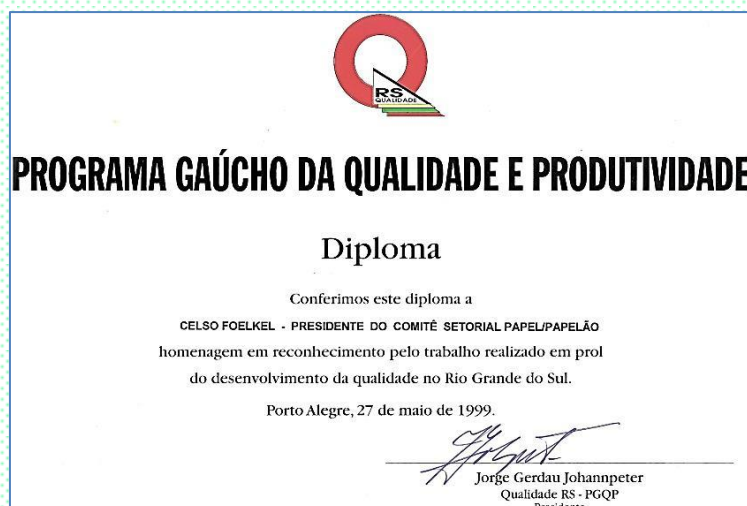 RS
QUALIDADE
PROGRAMA GAÚCHO DA QUALIDADE E PRODUTIVIDADE
Diploma
Conferimos este diploma a
CELSO FOELKEL - PRESIDENTE DO COMITÊ SETORIAL PAPEL/PAPELÃO
homenagem em reconhecimento pelo trabalho realizado em prol
do desenvolvimento da qualidade no Rio Grande do Sul.
Porto Alegre, 27 de maio de 1999.
Jorge Gerdau Johannpeter
Qualidade RS - PGQP
Presidente